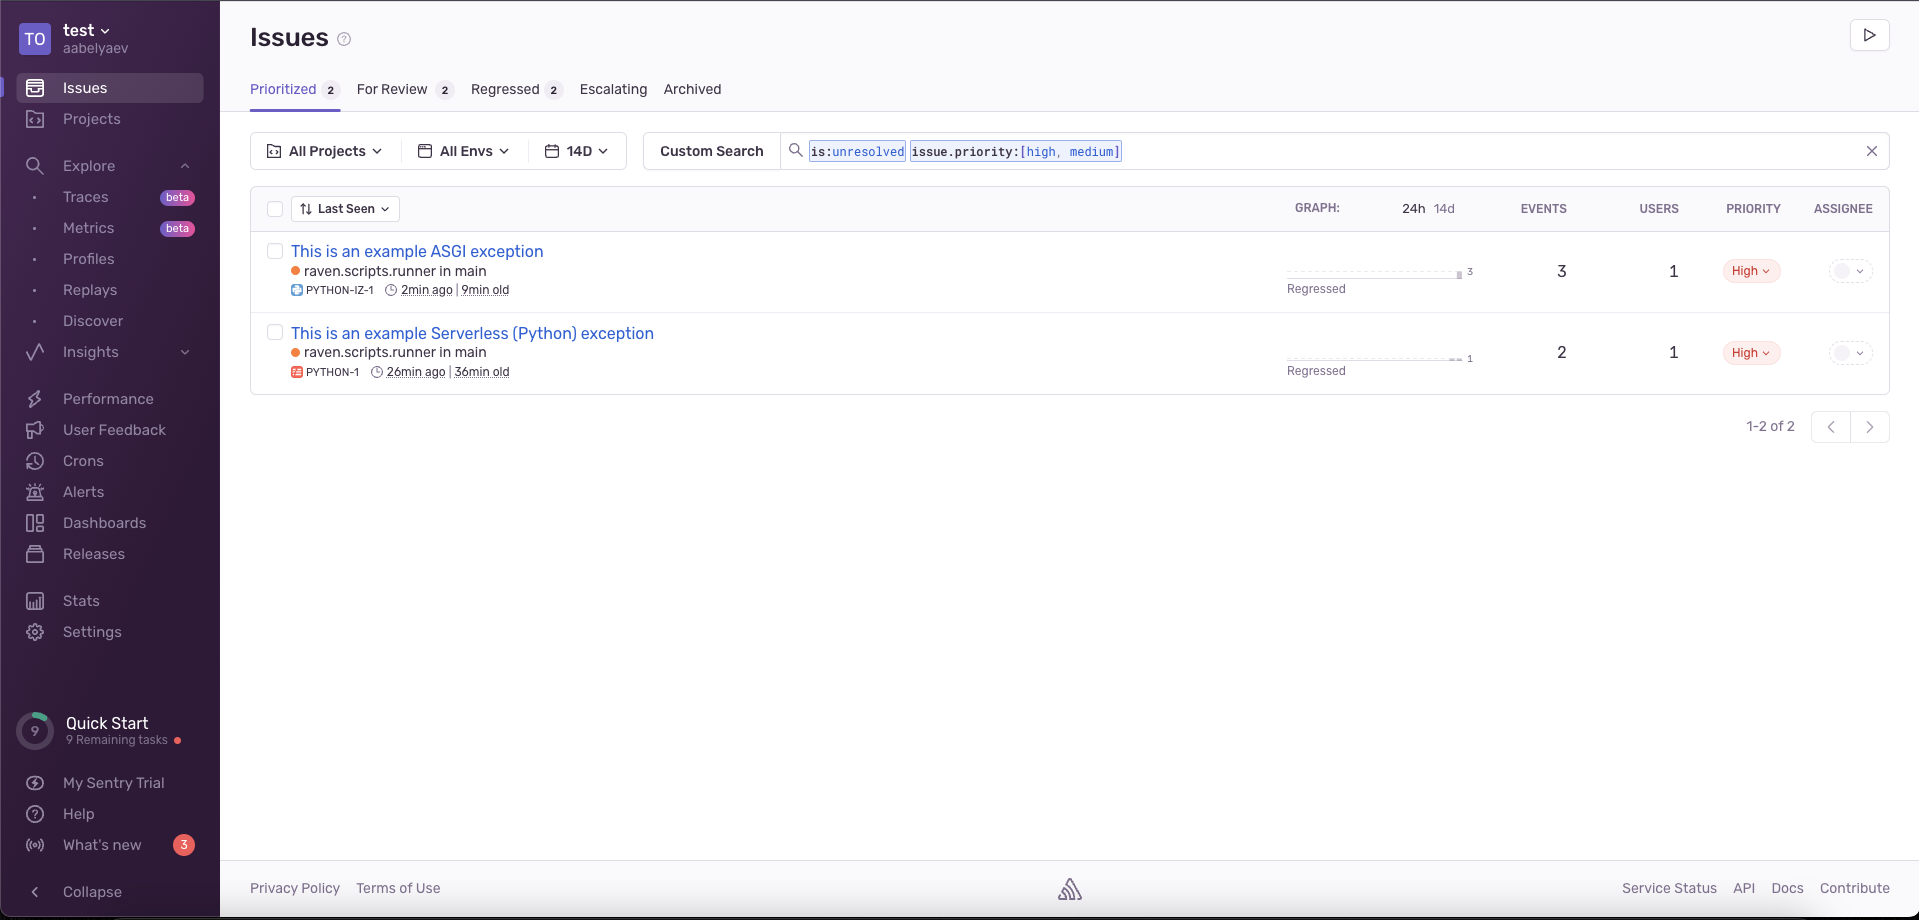 TO
test
aabelyaev
Issues
Projects
Explore
Traces beta
Metrics beta
Profiles
Replays
Discover
Insights
Performance
User Feedback
Crons
Alerts
Dashboards
Releases
Stats
Settings
9
Quick Start
9 Remaining tasks
My Sentry Trial
Help
What's new 3
Collapse
Issues ?
Prioritized 2 For Review 2 Regressed 2 Escalating Archived
All Projects All Envs 14D Custom Search is:unresolved issue.priority:[high, medium]
Last Seen GRAPH: 24h 14d EVENTS USERS PRIORITY ASSIGNEE
This is an example ASGI exception
raven.scripts.runner in main
PYTHON-IZ-1 2min ago | 9min old
3
Regressed
3 1 High
This is an example Serverless (Python) exception
raven.scripts.runner in main
PYTHON-1 26min ago | 36min old
1
Regressed
2 1 High
1-2 of 2
Privacy Policy Terms of Use Service Status API Docs Contribute